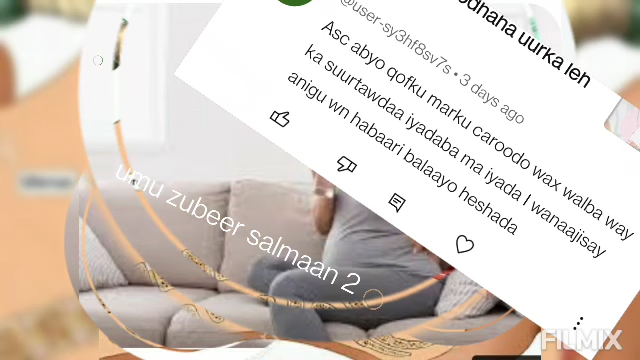 odhaha uurka leh
@user-sy3hf8sv7s • 3 days ago
Asc abyo qofku marku caroodo wax walba way
ka suurtawdaa iyadaba ma iyada l wanaajisay
anigu wn habaari balaayo heshada
umu zubeer salmaan 2
FILMIX